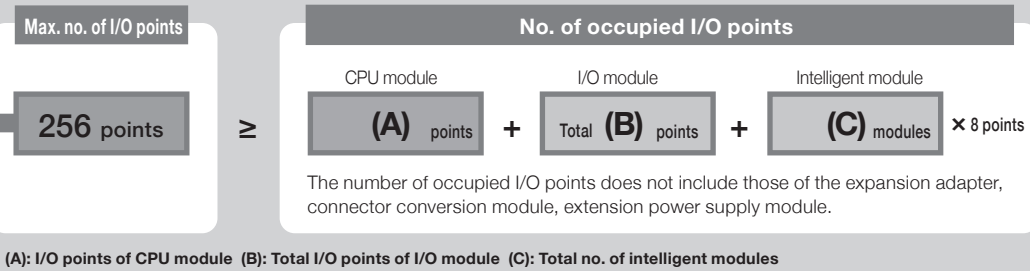 Max. no. of I/O points
No. of occupied I/O points
CPU module
I/O module
Intelligent module
256 points
≥
(A) points
+
Total (B) points
+
(C) modules
× 8 points
The number of occupied I/O points does not include those of the expansion adapter,
connector conversion module, extension power supply module.
(A): I/O points of CPU module (B): Total I/O points of I/O module (C): Total no. of intelligent modules